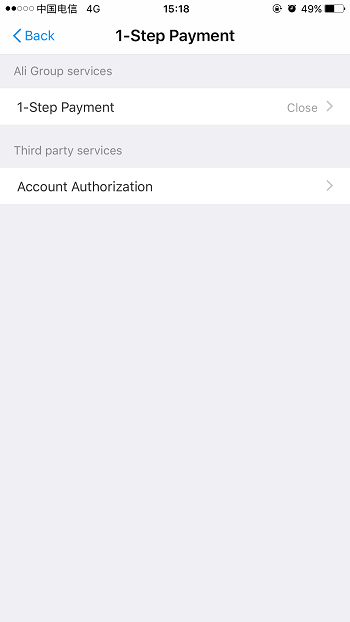 中国电信 4G 15:18 49%
Back 1-Step Payment
Ali Group services
1-Step Payment Close
Third party services
Account Authorization